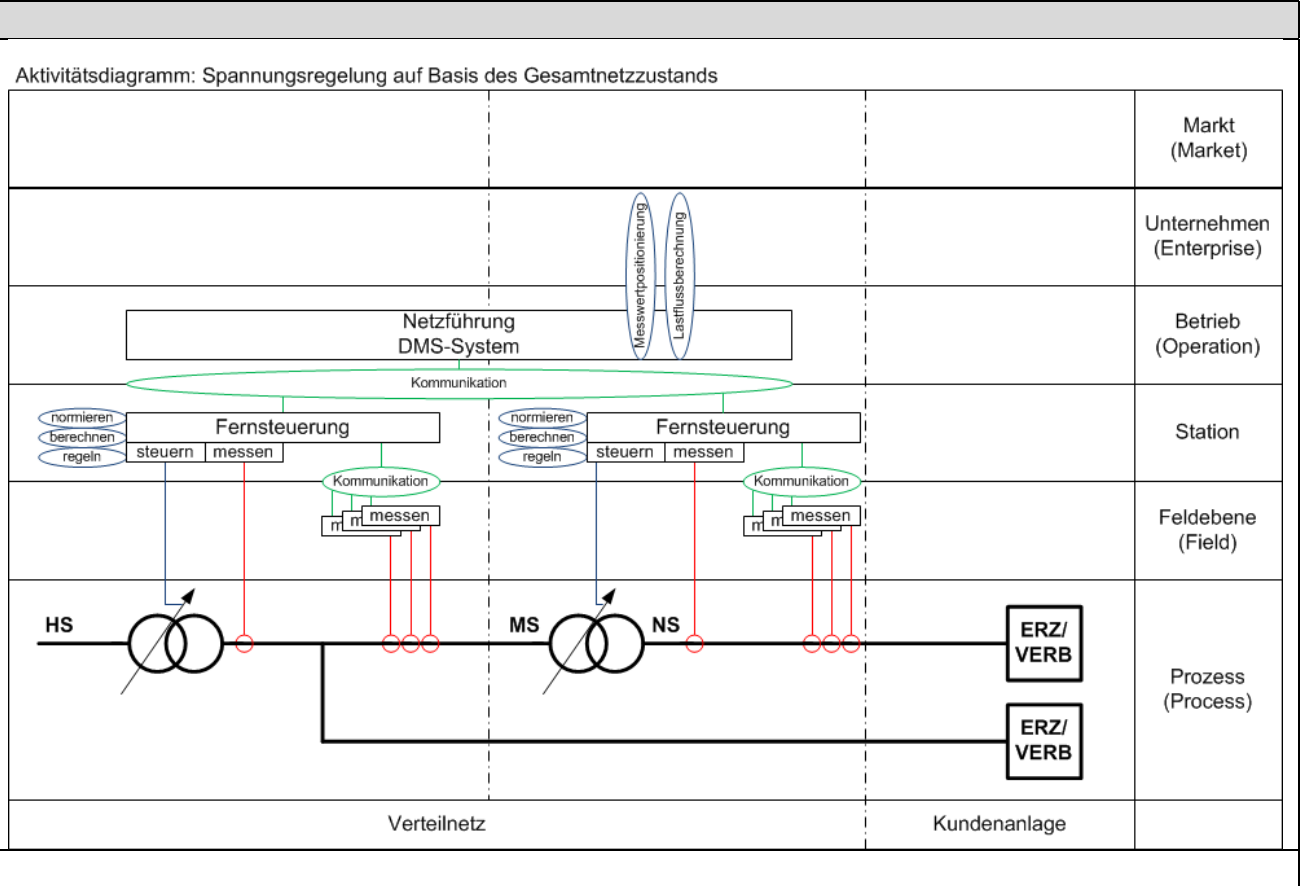 Aktivitätsdiagramm: Spannungsregelung auf Basis des Gesamtnetzzustands
Markt
(Market)
Messwertpositionierung
Lastflussberechnung
Unternehmen
(Enterprise)
Netzführung
DMS-System
Betrieb
(Operation)
Kommunikation
normieren
berechnen
regeln
Fernsteuerung
steuern
messen
normieren
berechnen
regeln
Fernsteuerung
steuern
messen
Station
Kommunikation
Kommunikation
m
m
messen
m
m
messen
Feldebene
(Field)
HS
MS
NS
ERZ/
VERB
ERZ/
VERB
Prozess
(Process)
Verteilnetz
Kundenanlage